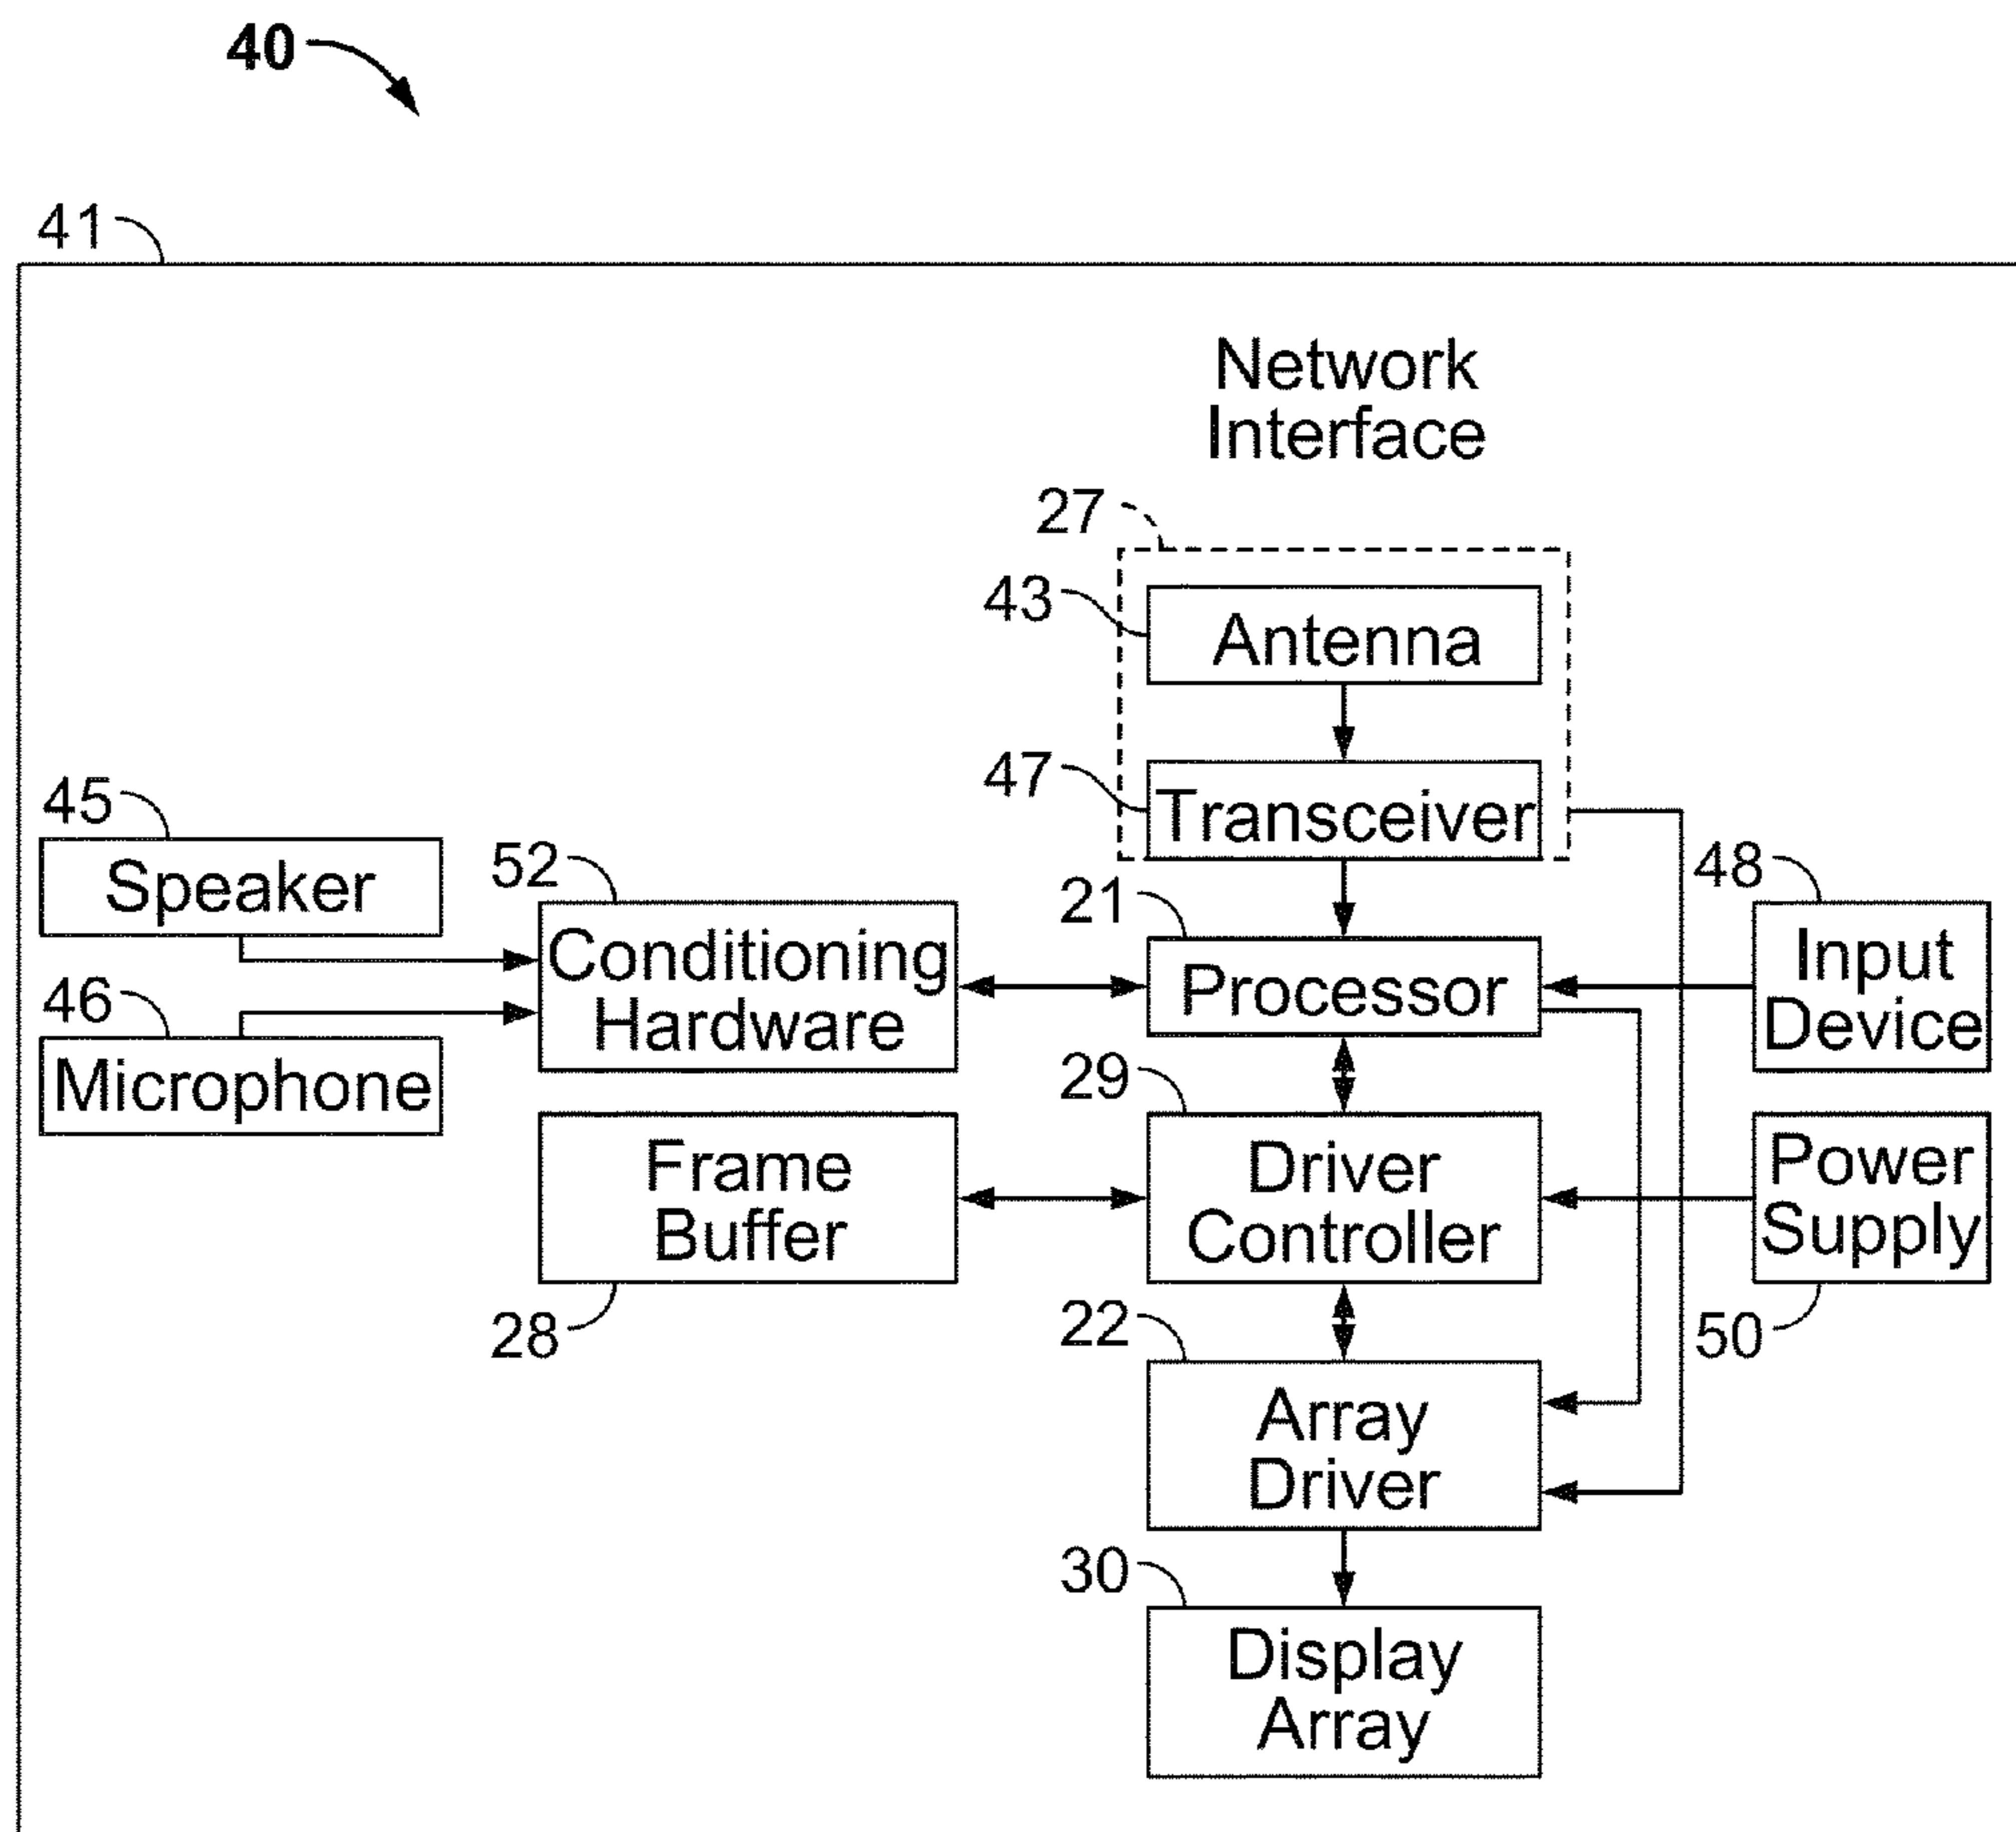 40
41
Network
Interface
27
43
Antenna
47
Transceiver
45
Speaker
52
Conditioning
Hardware
21
Processor
48
Input
Device
46
Microphone
29
Driver
Controller
Frame
Buffer
28
Power
Supply
50
22
Array
Driver
30
Display
Array